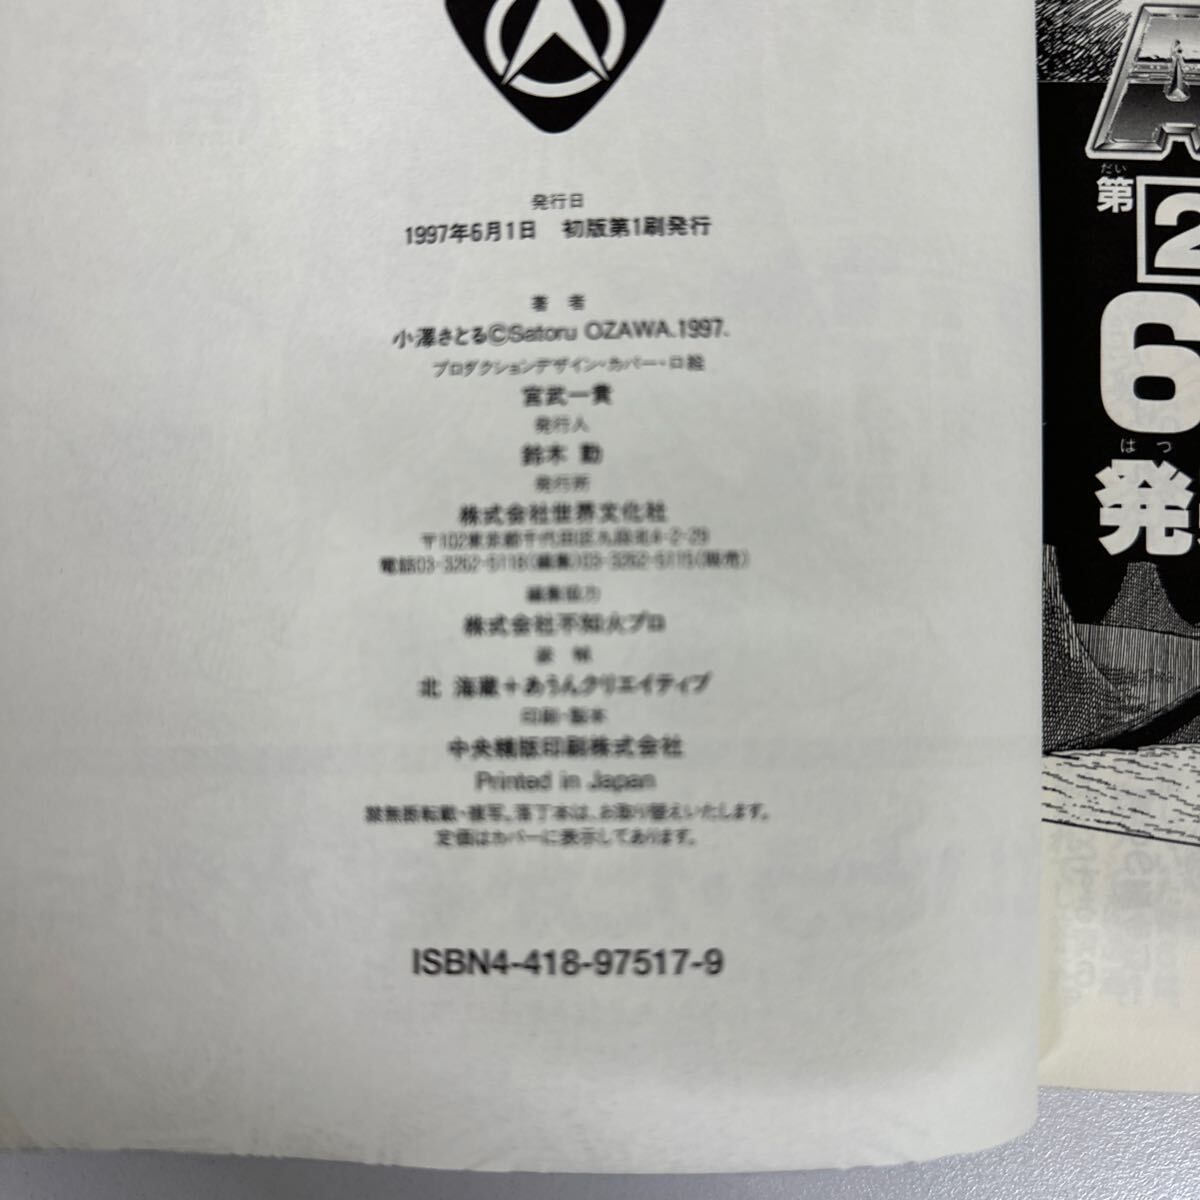 発行日
1997年6月1日 初版第1刷発行
著者
小澤さとる©Satoru OZAWA.1997.
プロダクションデザイン・カバー・口絵
宮武一貴
発行人
鈴木 勤
発行所
株式会社世界文化社
〒102東京都千代田区九段北4-2-29
電話03-3262-5118(編集)03-3262-5115(販売)
編集協力
株式会社不知火プロ
装幀
北 海蔵+あうんクリエイティブ
印刷・製本
中央精版印刷株式会社
Printed in Japan
禁無断転載・複写。落丁本は、お取り替えいたします。
定価はカバーに表示してあります。
ISBN4-418-97517-9
だい
第2
6
はつ
発